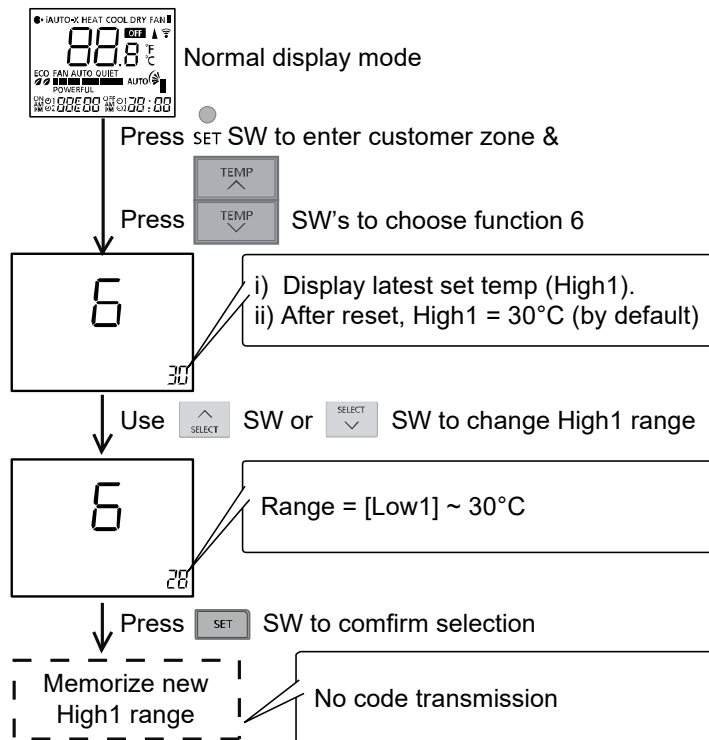 iAUTO-X HEAT COOL DRY FAN
OFF
88.8 °F °C
ECO FAN AUTO QUIET AUTO
POWERFUL
Normal display mode
Press SET SW to enter customer zone &
TEMP
Press TEMP SW's to choose function 6
6
30
i) Display latest set temp (High1).
ii) After reset, High1 = 30°C (by default)
Use SELECT SW or SELECT SW to change High1 range
6
28
Range = [Low1] ~ 30°C
Press SET SW to comfirm selection
Memorize new
High1 range
No code transmission